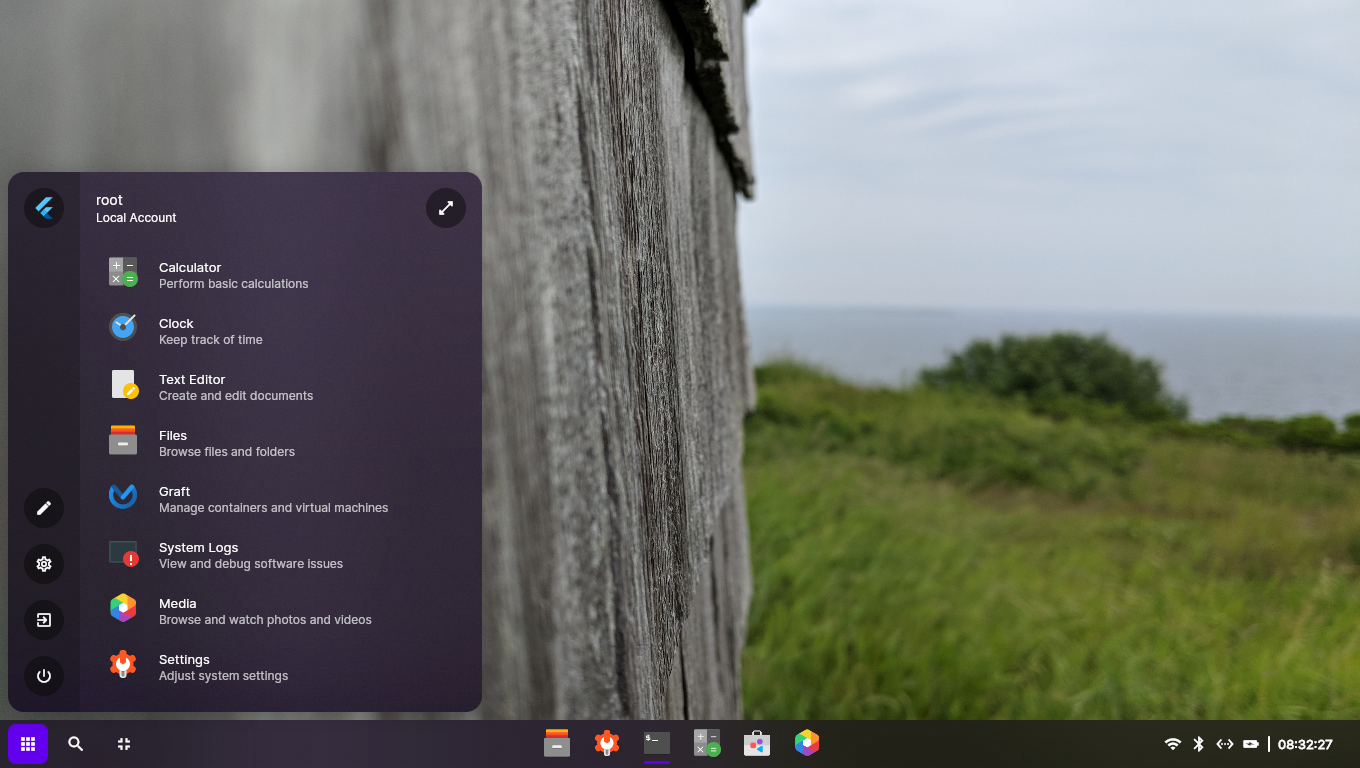 root
Local Account
Calculator
Perform basic calculations
Clock
Keep track of time
Text Editor
Create and edit documents
Files
Browse files and folders
Graft
Manage containers and virtual machines
System Logs
View and debug software issues
Media
Browse and watch photos and videos
Settings
Adjust system settings
$_
08:32:27